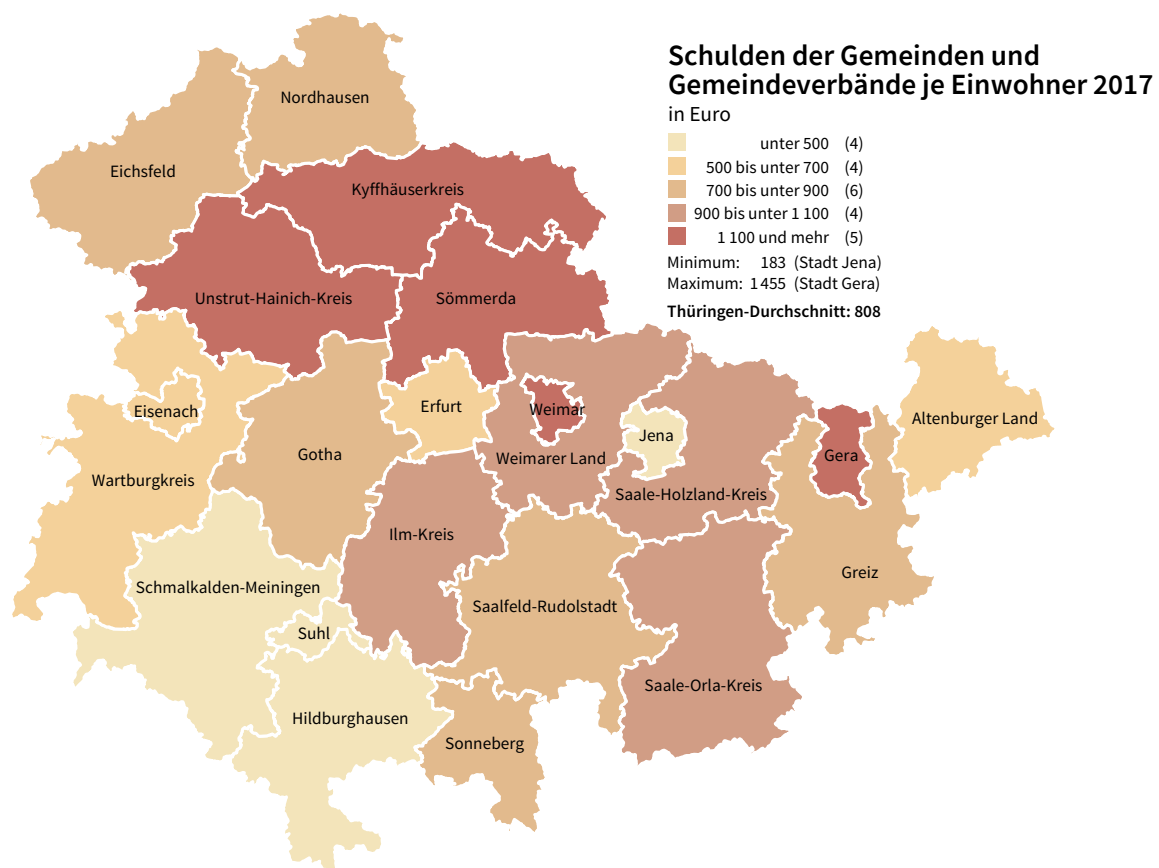 Schulden der Gemeinden und
Gemeindeverbände je Einwohner 2017
in Euro
unter 500 (4)
500 bis unter 700 (4)
700 bis unter 900 (6)
900 bis unter 1 100 (4)
1 100 und mehr (5)
Minimum: 183 (Stadt Jena)
Maximum: 1 455 (Stadt Gera)
Thüringen-Durchschnitt: 808
Nordhausen
Eichsfeld
Kyffhäuserkreis
Unstrut-Hainich-Kreis
Sömmerda
Eisenach
Erfurt
Weimar
Altenburger Land
Jena
Gotha
Weimarer Land
Gera
Wartburgkreis
Saale-Holzland-Kreis
Ilm-Kreis
Greiz
Schmalkalden-Meiningen
Saalfeld-Rudolstadt
Suhl
Saale-Orla-Kreis
Hildburghausen
Sonneberg